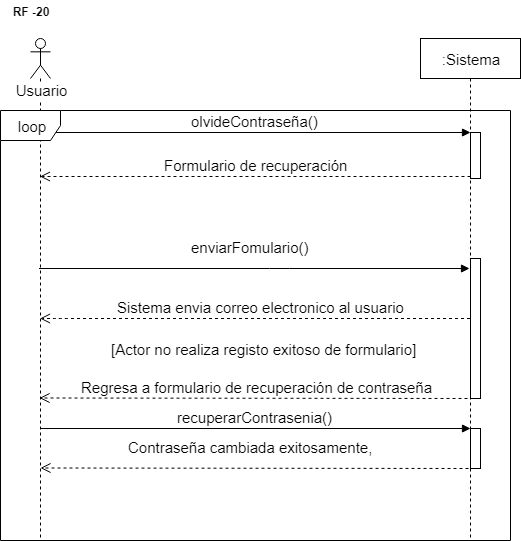 RF -20
Usuario
:Sistema
loop
olvideContraseña()
Formulario de recuperación
enviarFomulario()
Sistema envia correo electronico al usuario
[Actor no realiza registo exitoso de formulario]
Regresa a formulario de recuperación de contraseña
recuperarContrasenia()
Contraseña cambiada exitosamente,